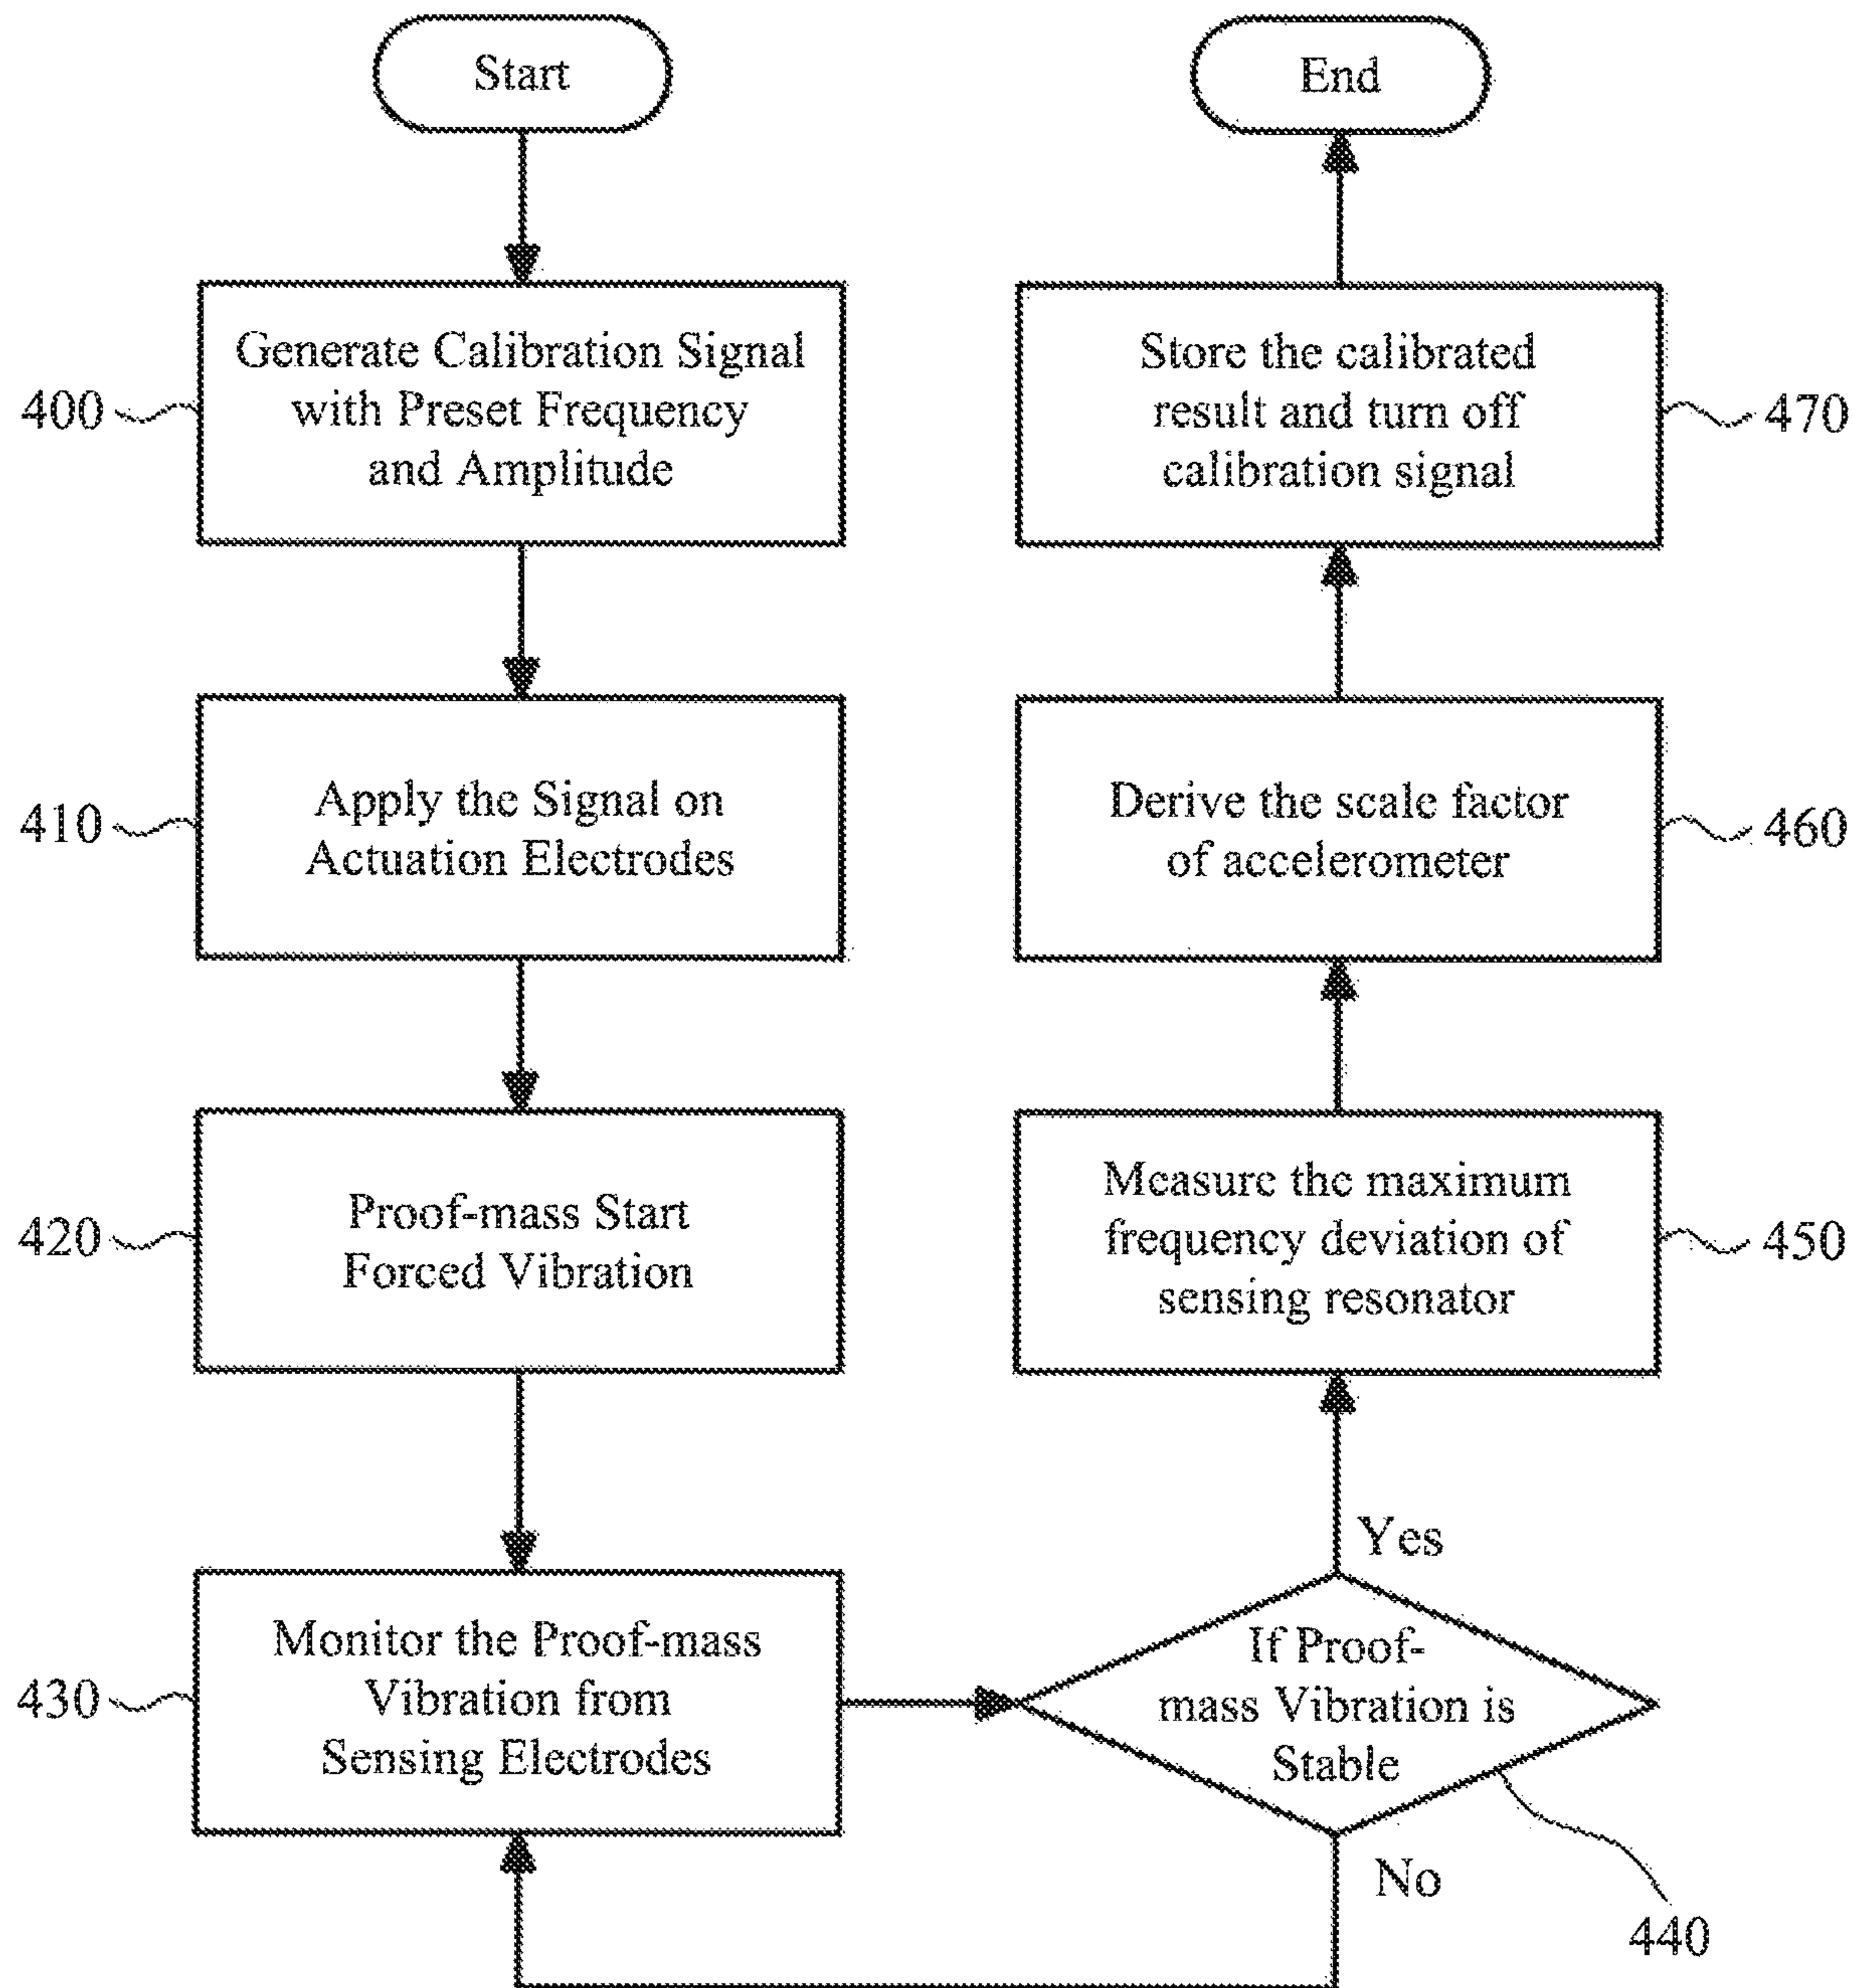 Start
400
Generate Calibration Signal
with Preset Frequency
and Amplitude
410
Apply the Signal on
Actuation Electrodes
420
Proof-mass Start
Forced Vibration
430
Monitor the Proof-mass
Vibration from
Sensing Electrodes
If Proof-
mass Vibration is
Stable
440
No
Yes
Measure the maximum
frequency deviation of
sensing resonator
450
Derive the scale factor
of accelerometer
460
Store the calibrated
result and turn off
calibration signal
470
End